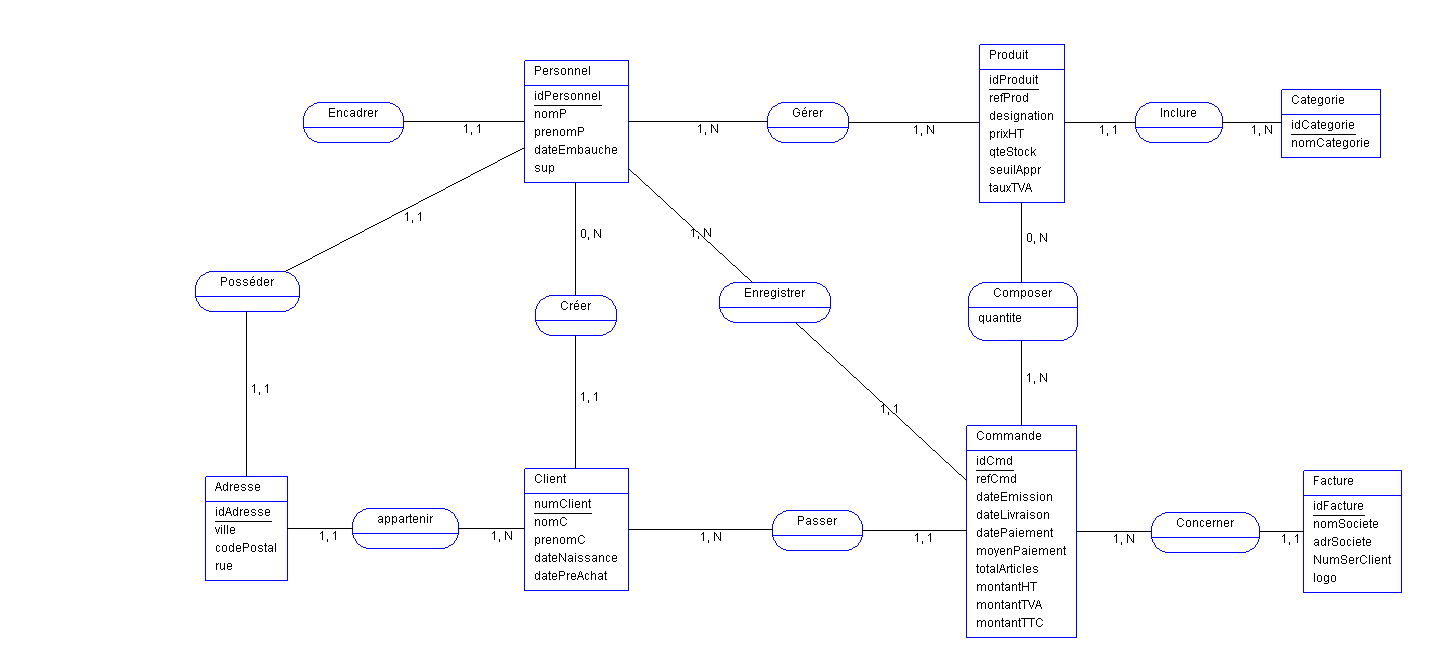 Personnel
idPersonnel
nomP
prenomP
dateEmbauche
sup
Produit
idProduit
refProd
designation
prixHT
qteStock
seuilAppr
tauxTVA
Categorie
idCategorie
nomCategorie
Encadrer
1, 1
1, N
Gérer
1, N
1, 1
Inclure
1, N
1, 1
0, N
1, N
0, N
Posséder
Créer
Enregistrer
Composer
quantite
1, 1
1, 1
1, 1
1, N
Adresse
idAdresse
ville
codePostal
rue
1, 1
appartenir
1, N
Client
numClient
nomC
prenomC
dateNaissance
datePreAchat
1, N
Passer
1, 1
Commande
idCmd
refCmd
dateEmission
dateLivraison
datePaiement
moyenPaiement
totalArticles
montantHT
montantTVA
montantTTC
1, N
Concerner
1, 1
Facture
idFacture
nomSociete
adrSociete
NumSerClient
logo